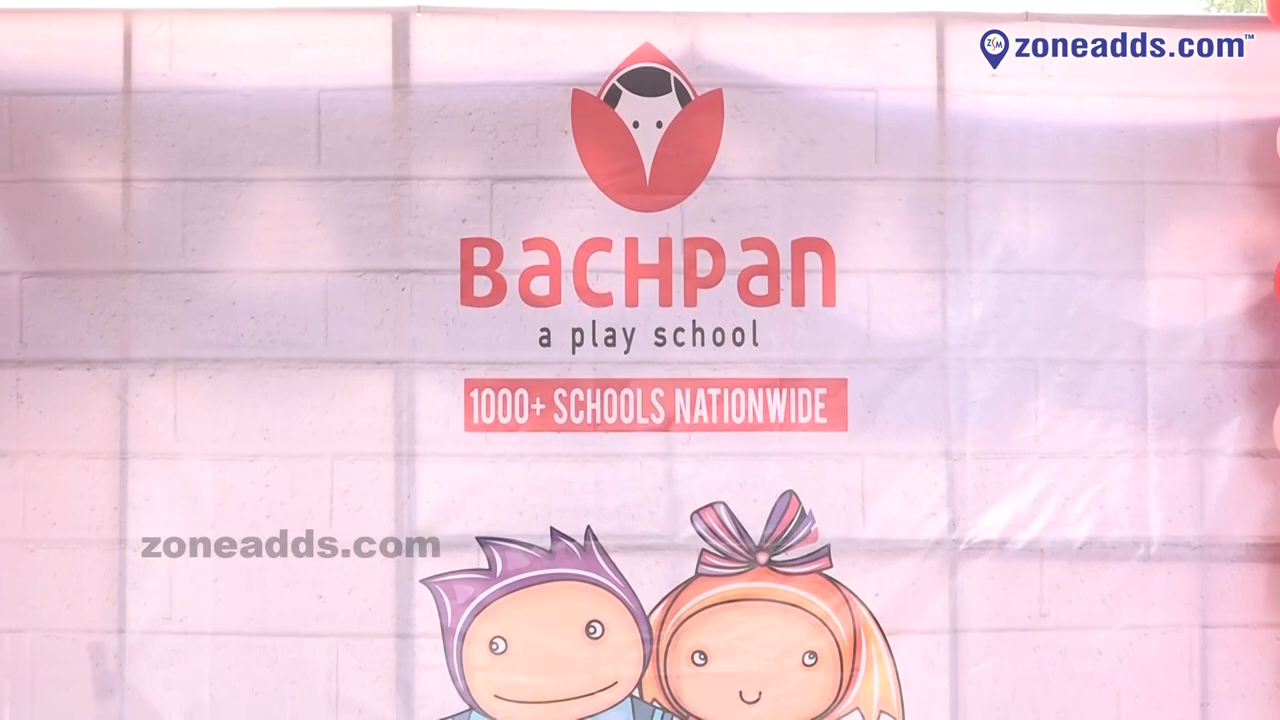 zoneadds.com™
BACHPAN
a play school
1000+ SCHOOLS NATIONWIDE
zoneadds.com